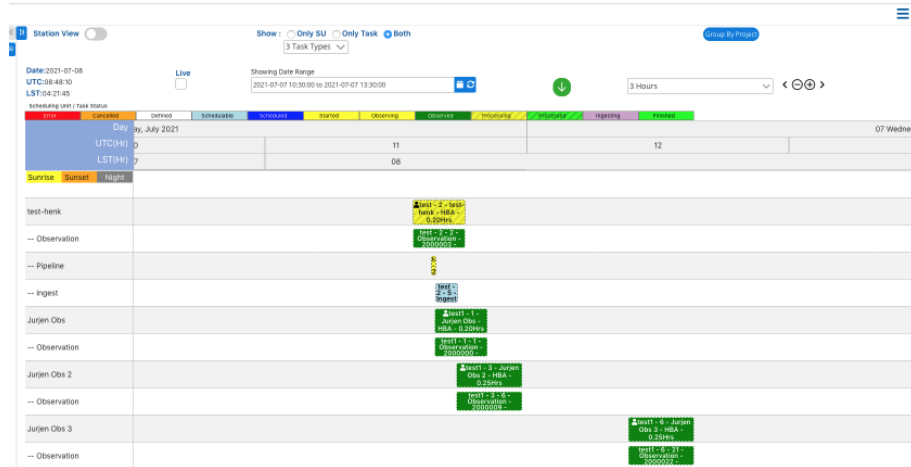 Station View
Show : Only SU Only Task Both
3 Task Types
Group By Project
Date:2021-07-08
UTC:08:48:10
LST:04:21:45
Live
Showing Date Range
2021-07-07 10:30:00 to 2021-07-07 13:30:00
3 Hours
Scheduling Unit / Task Status
Error Cancelled Defined Schedulable Scheduled Started Observing Observed Processing Processed Ingesting Finished
Day ay, July 2021 07 Wedne
UTC(Hr) 0 11 12
LST(Hr) 7 08
Sunrise Sunset Night
test-henk
test - 2 - test-
henk - HBA -
0.20Hrs
-- Observation
test - 2 - 2 -
Observation -
2000003 -
-- Pipeline
-- Ingest
test -
2 - 5 -
Ingest
Jurjen Obs
test1 - 1 -
Jurjen Obs -
HBA - 0.20Hrs
-- Observation
test1 - 1 - 1 -
Observation -
2000000 -
Jurjen Obs 2
test1 - 3 - Jurjen
Obs 2 - HBA -
0.25Hrs
-- Observation
test1 - 3 - 6 -
Observation -
2000009 -
Jurjen Obs 3
test1 - 6 - Jurjen
Obs 3 - HBA -
0.25Hrs
-- Observation
test1 - 6 - 21 -
Observation -
2000022 -